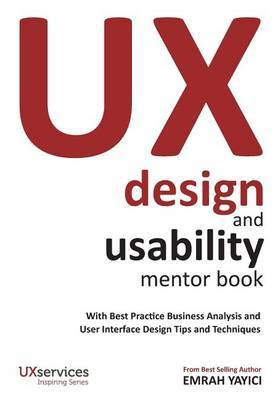 UX
design
and
usability
mentor book
With Best Practice Business Analysis and
User Interface Design Tips and Techniques
UXservices
Inspiring Series
From Best Selling Author
EMRAH YAYICI